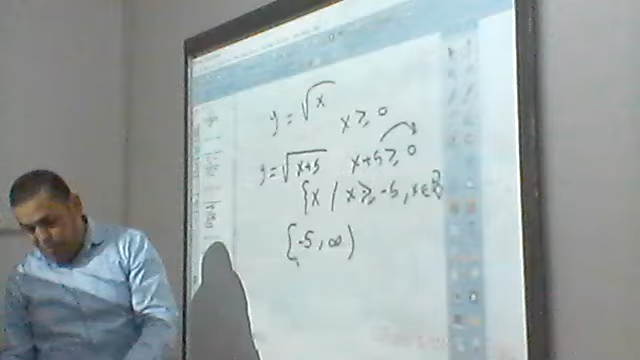 y = √x x ≥ 0
y = √x+5 x+5 ≥ 0
{x / x ≥ -5, x∈R
[-5, ∞)